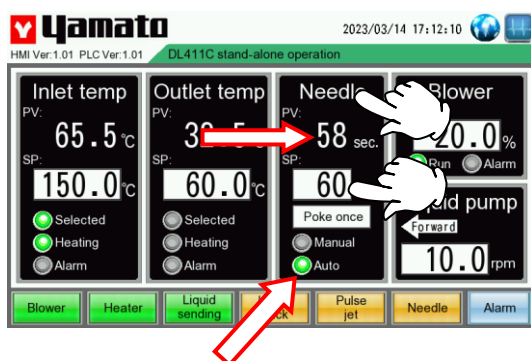 Yamato
2023/03/14 17:12:10
HMI Ver:1.01 PLC Ver:1.01
DL411C stand-alone operation
Inlet temp
PV:
65.5 ℃
SP:
150.0 ℃
Selected
Heating
Alarm
Outlet temp
PV:
SP:
60.0 ℃
Selected
Heating
Alarm
Needle
PV:
58 sec.
SP:
60
Poke once
Manual
Auto
Blower
20.0 %
Run
Alarm
pump
Forward
10.0 rpm
Blower
Heater
Liquid sending
Pulse jet
Needle
Alarm